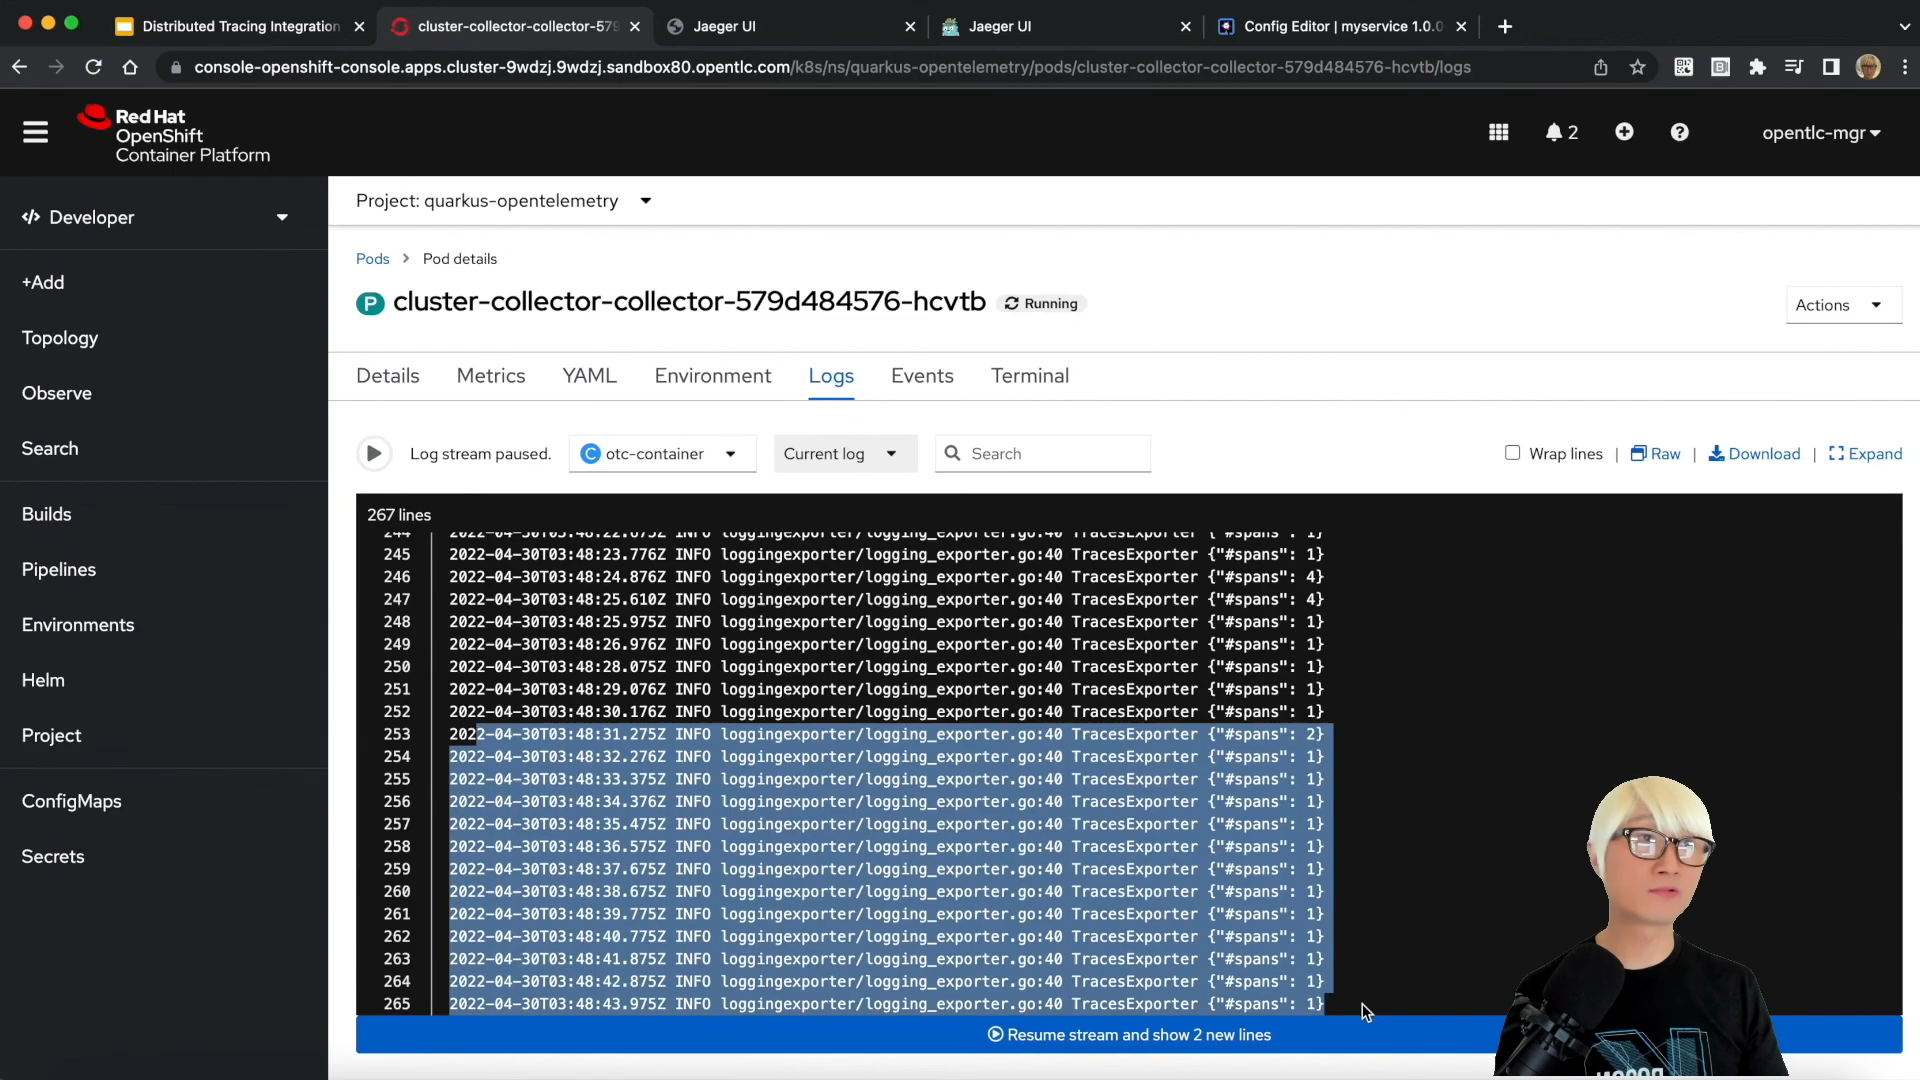 Distributed Tracing Integration
cluster-collector-collector-579
Jaeger UI
Jaeger UI
Config Editor | myservice 1.0.0
console-openshift-console.apps.cluster-9wdzj.9wdzj.sandbox80.opentlc.com/k8s/ns/quarkus-opentelemetry/pods/cluster-collector-collector-579d484576-hcvtb/logs
Red Hat
OpenShift
Container Platform
2
opentlc-mgr
Developer
+Add
Topology
Observe
Search
Builds
Pipelines
Environments
Helm
Project
ConfigMaps
Secrets
Project: quarkus-opentelemetry
Pods > Pod details
P cluster-collector-collector-579d484576-hcvtb Running
Actions
Details Metrics YAML Environment Logs Events Terminal
Log stream paused. C otc-container Current log Search Wrap lines | Raw | Download | Expand
267 lines
244 2022-04-30T03:48:22.675Z INFO loggingexporter/logging_exporter.go:40 TracesExporter {"#spans": 1}
245 2022-04-30T03:48:23.776Z INFO loggingexporter/logging_exporter.go:40 TracesExporter {"#spans": 1}
246 2022-04-30T03:48:24.876Z INFO loggingexporter/logging_exporter.go:40 TracesExporter {"#spans": 4}
247 2022-04-30T03:48:25.610Z INFO loggingexporter/logging_exporter.go:40 TracesExporter {"#spans": 4}
248 2022-04-30T03:48:25.975Z INFO loggingexporter/logging_exporter.go:40 TracesExporter {"#spans": 1}
249 2022-04-30T03:48:26.976Z INFO loggingexporter/logging_exporter.go:40 TracesExporter {"#spans": 1}
250 2022-04-30T03:48:28.075Z INFO loggingexporter/logging_exporter.go:40 TracesExporter {"#spans": 1}
251 2022-04-30T03:48:29.076Z INFO loggingexporter/logging_exporter.go:40 TracesExporter {"#spans": 1}
252 2022-04-30T03:48:30.176Z INFO loggingexporter/logging_exporter.go:40 TracesExporter {"#spans": 1}
253 2022-04-30T03:48:31.275Z INFO loggingexporter/logging_exporter.go:40 TracesExporter {"#spans": 2}
254 2022-04-30T03:48:32.276Z INFO loggingexporter/logging_exporter.go:40 TracesExporter {"#spans": 1}
255 2022-04-30T03:48:33.375Z INFO loggingexporter/logging_exporter.go:40 TracesExporter {"#spans": 1}
256 2022-04-30T03:48:34.376Z INFO loggingexporter/logging_exporter.go:40 TracesExporter {"#spans": 1}
257 2022-04-30T03:48:35.475Z INFO loggingexporter/logging_exporter.go:40 TracesExporter {"#spans": 1}
258 2022-04-30T03:48:36.575Z INFO loggingexporter/logging_exporter.go:40 TracesExporter {"#spans": 1}
259 2022-04-30T03:48:37.675Z INFO loggingexporter/logging_exporter.go:40 TracesExporter {"#spans": 1}
260 2022-04-30T03:48:38.675Z INFO loggingexporter/logging_exporter.go:40 TracesExporter {"#spans": 1}
261 2022-04-30T03:48:39.775Z INFO loggingexporter/logging_exporter.go:40 TracesExporter {"#spans": 1}
262 2022-04-30T03:48:40.775Z INFO loggingexporter/logging_exporter.go:40 TracesExporter {"#spans": 1}
263 2022-04-30T03:48:41.875Z INFO loggingexporter/logging_exporter.go:40 TracesExporter {"#spans": 1}
264 2022-04-30T03:48:42.875Z INFO loggingexporter/logging_exporter.go:40 TracesExporter {"#spans": 1}
265 2022-04-30T03:48:43.975Z INFO loggingexporter/logging_exporter.go:40 TracesExporter {"#spans": 1}
Resume stream and show 2 new lines